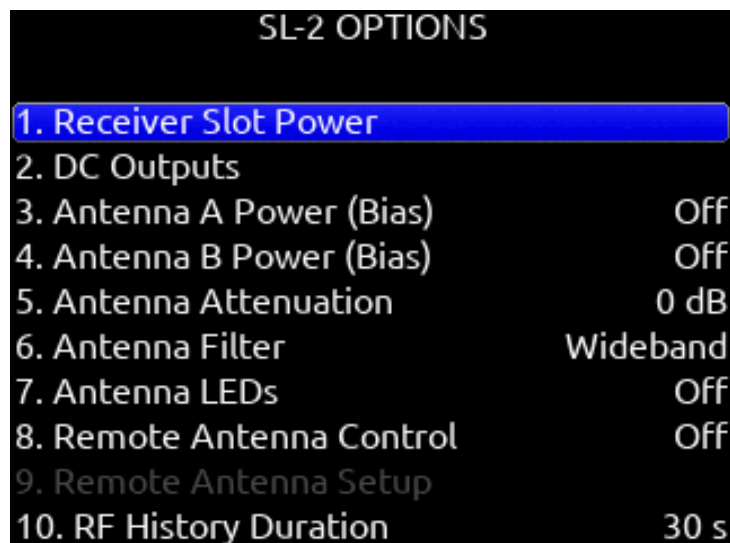 SL-2 OPTIONS
1. Receiver Slot Power
2. DC Outputs
3. Antenna A Power (Bias) Off
4. Antenna B Power (Bias) Off
5. Antenna Attenuation 0 dB
6. Antenna Filter Wideband
7. Antenna LEDs Off
8. Remote Antenna Control Off
9. Remote Antenna Setup
10. RF History Duration 30 s